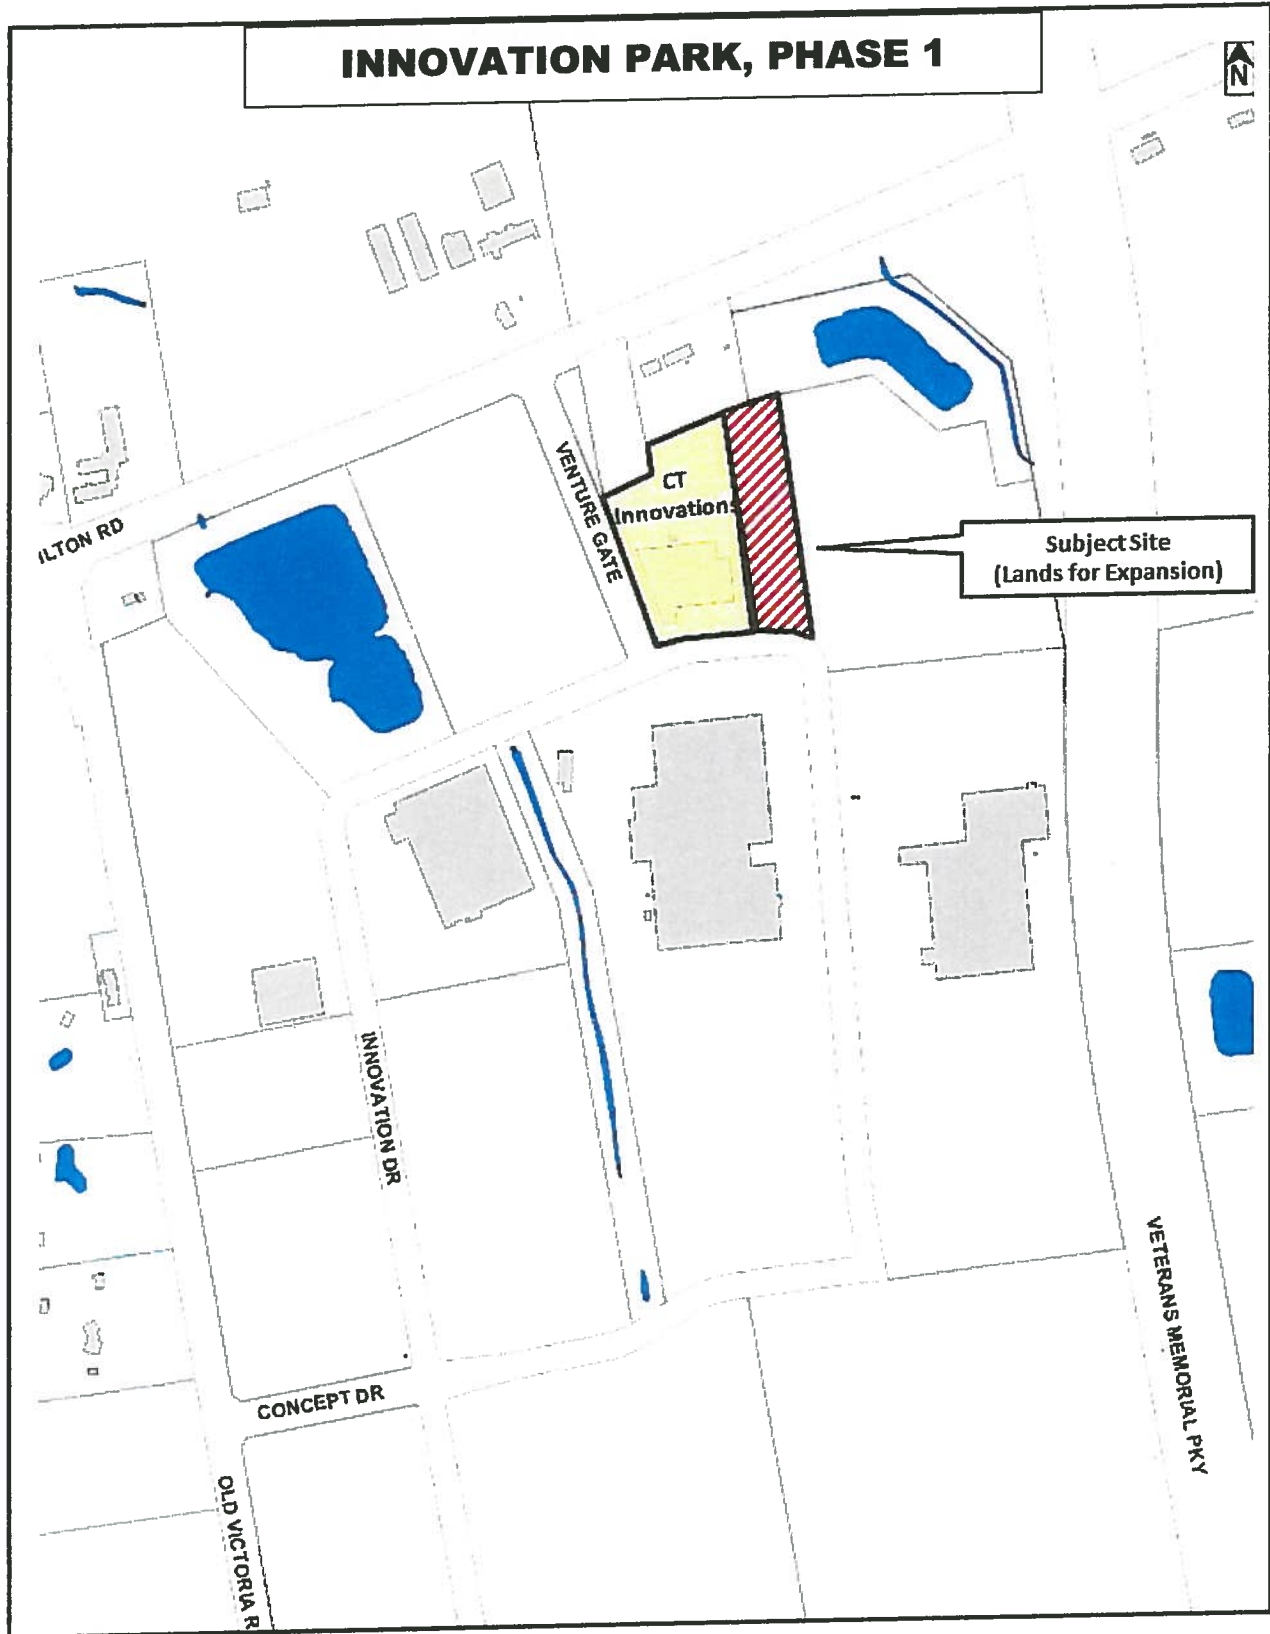 INNOVATION PARK, PHASE 1
N
VENTURE GATE
CT
Innovations
ILTON RD
Subject Site
(Lands for Expansion)
INNOVATION DR
VETERANS MEMORIAL PKY
CONCEPT DR
OLD VICTORIA R